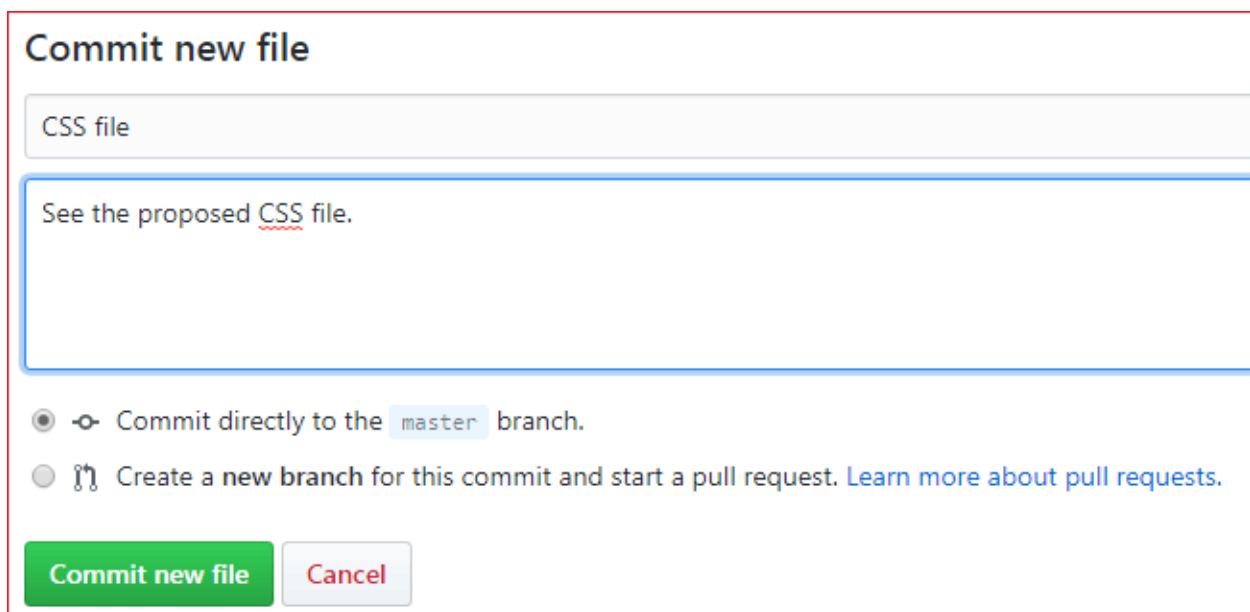 Commit new file
CSS file
See the proposed CSS file.
Commit directly to the master branch.
Create a new branch for this commit and start a pull request. Learn more about pull requests.
Commit new file Cancel